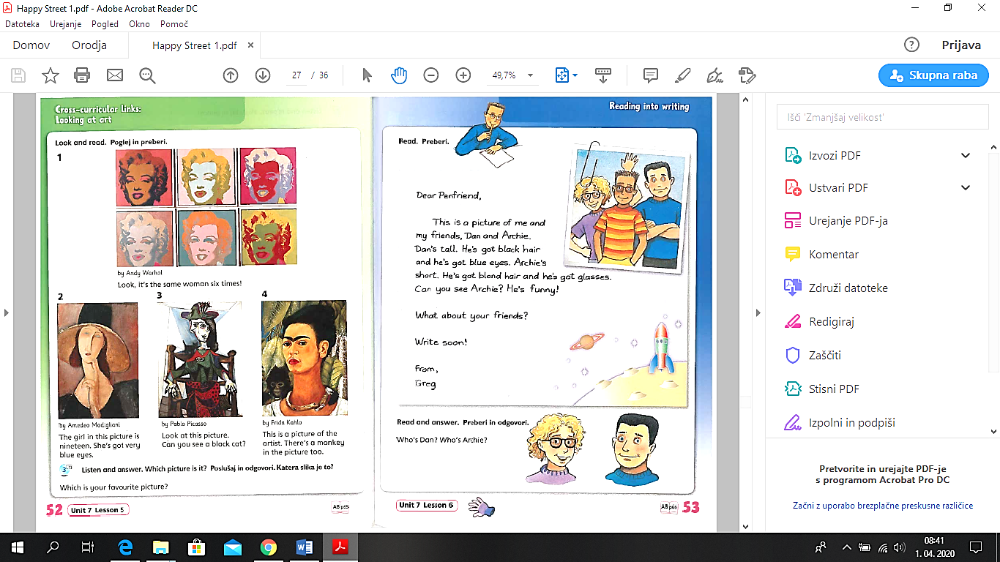 Happy Street 1.pdf - Adobe Acrobat Reader DC
Datoteka Urejanje Pogled Okno Pomoč
Domov Orodja Happy Street 1.pdf × ? Prijava
27 / 36 49,7% Skupna raba
Cross-curricular links:
Looking at art
Look and read. Poglej in preberi.
1
by Andy Warhol
Look, it's the same woman six times!
2
by Amedeo Modigliani
The girl in this picture is
nineteen. She's got very
blue eyes.
3
by Pablo Picasso
Look at this picture.
Can you see a black cat?
4
by Frida Kahlo
This is a picture of the
artist. There's a monkey
in the picture too.
Listen and answer. Which picture is it? Poslušaj in odgovori. Katera slika je to?
Which is your favourite picture?
52 Unit 7 Lesson 5
Reading into writing
Read. Preberi.
Dear Penfriend,
This is a picture of me and
my friends, Dan and Archie.
Dan's tall. He's got black hair
and he's got blue eyes. Archie's
short. He's got blond hair and he's got glasses.
Can you see Archie? He's funny!
What about your friends?
Write soon!
From,
Greg
Read and answer. Preberi in odgovori.
Who's Dan? Who's Archie?
Unit 7 Lesson 6
53
Išči 'Zmanjšaj velikost'
Izvozi PDF
Ustvari PDF
Urejanje PDF-ja
Komentar
Združi datoteke
Redigiraj
Zaščiti
Stisni PDF
Izpolni in podpiši
Pretvorite in urejajte PDF-je
s programom Acrobat Pro DC
Začni z uporabo brezplačne preskusne različice
08:41
1. 04. 2020